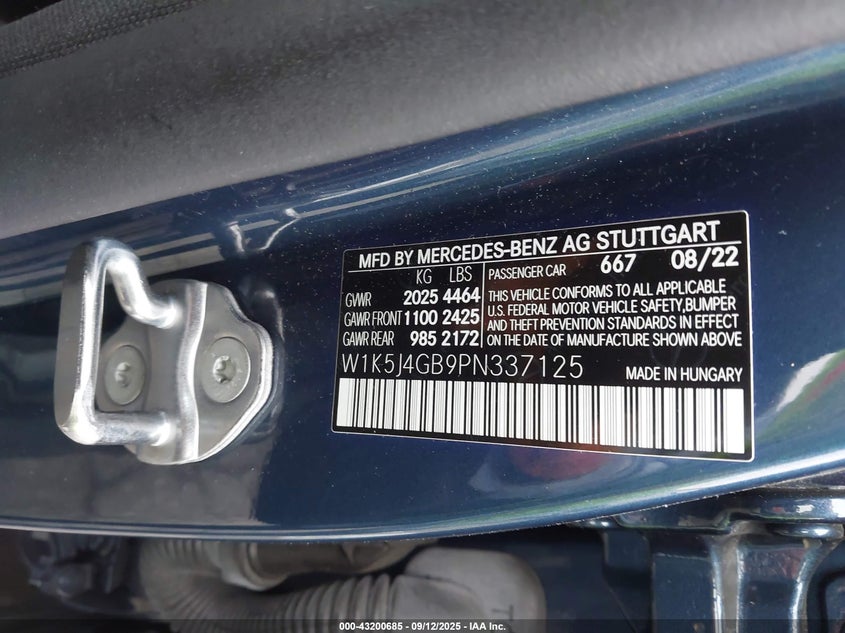 MFD BY MERCEDES-BENZ AG STUTTGART
KG LBS
GVWR 2025 4464
GAWR FRONT 1100 2425
GAWR REAR 985 2172
PASSENGER CAR 667 08/22
THIS VEHICLE CONFORMS TO ALL APPLICABLE
U.S. FEDERAL MOTOR VEHICLE SAFETY,BUMPER
AND THEFT PREVENTION STANDARDS IN EFFECT
ON THE DATE OF MANUFACTURE SHOWN ABOVE
W1K5J4GB9PN337125
MADE IN HUNGARY
000-43200685 - 09/12/2025 - IAA Inc.